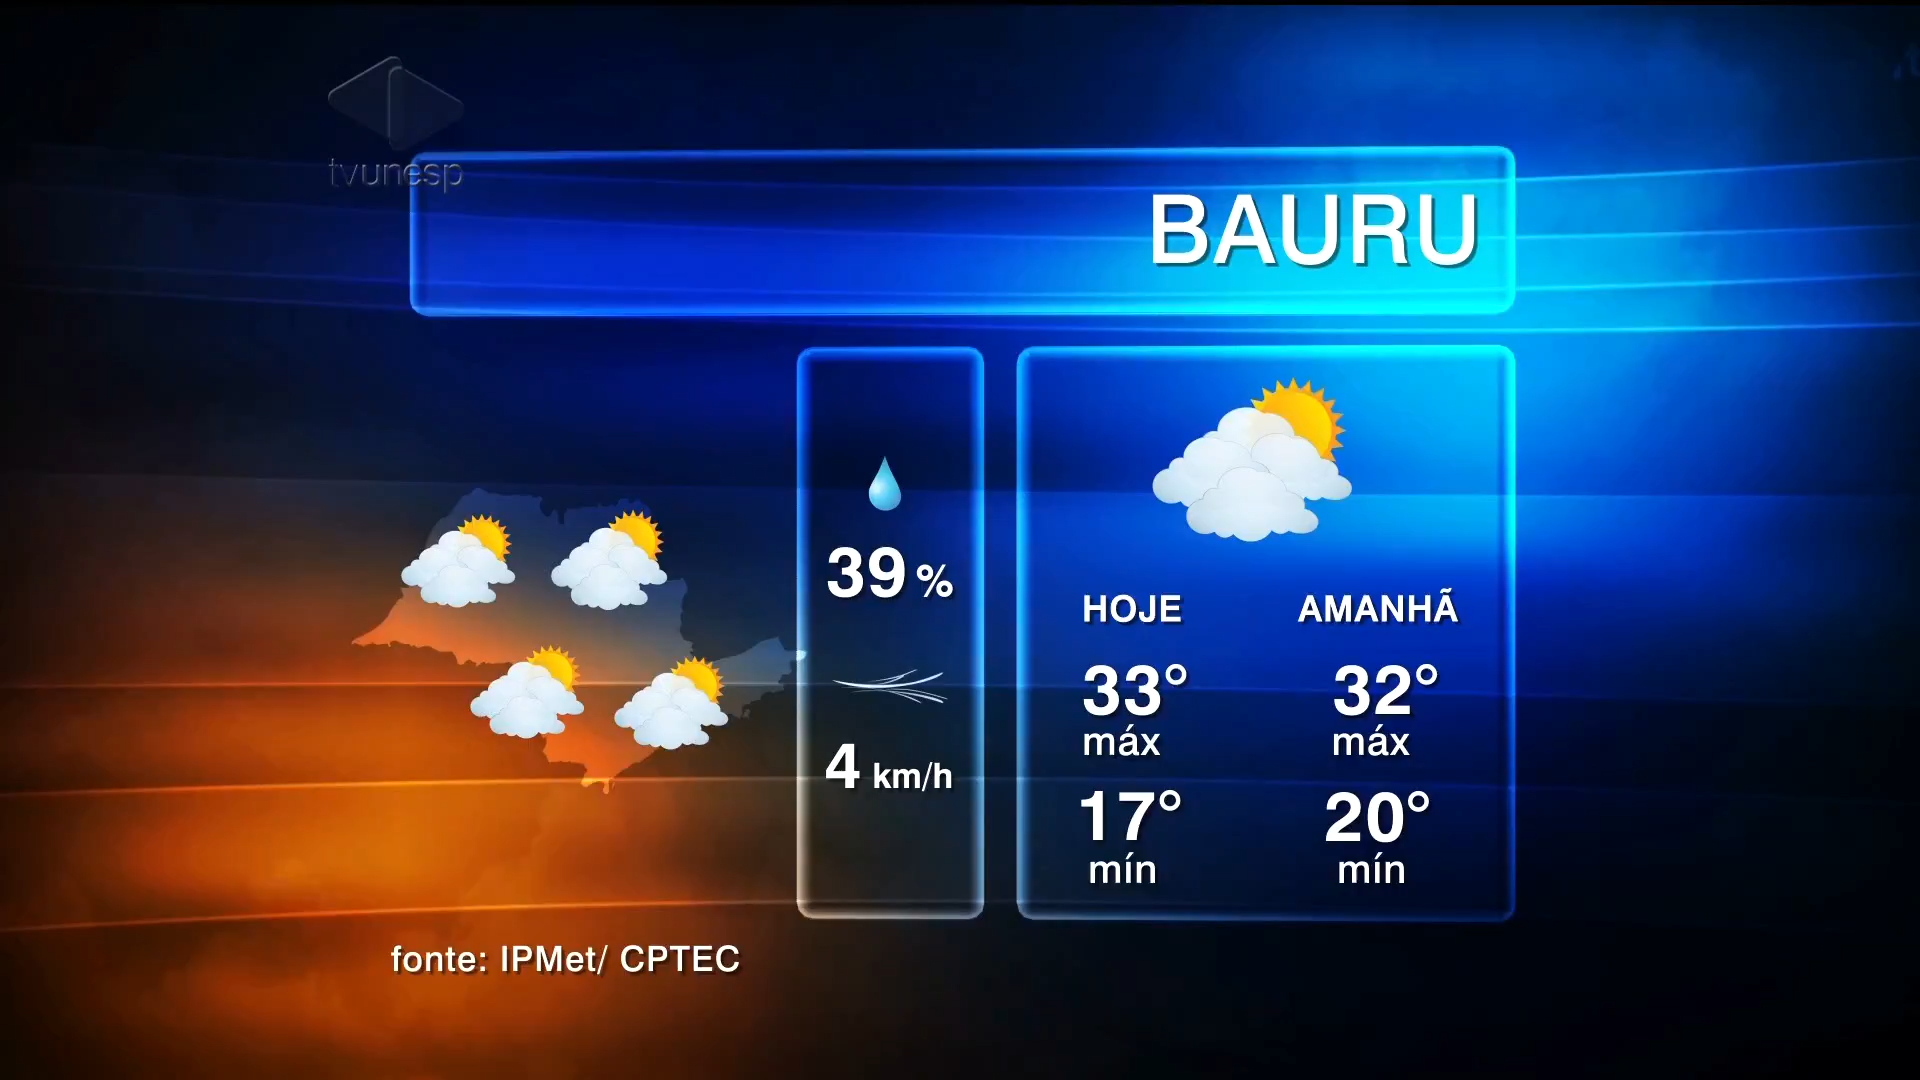 tvunesp
BAURU
39 %
4 km/h
HOJE AMANHÃ
33° 32°
máx máx
17° 20°
mín mín
fonte: IPMet/ CPTEC